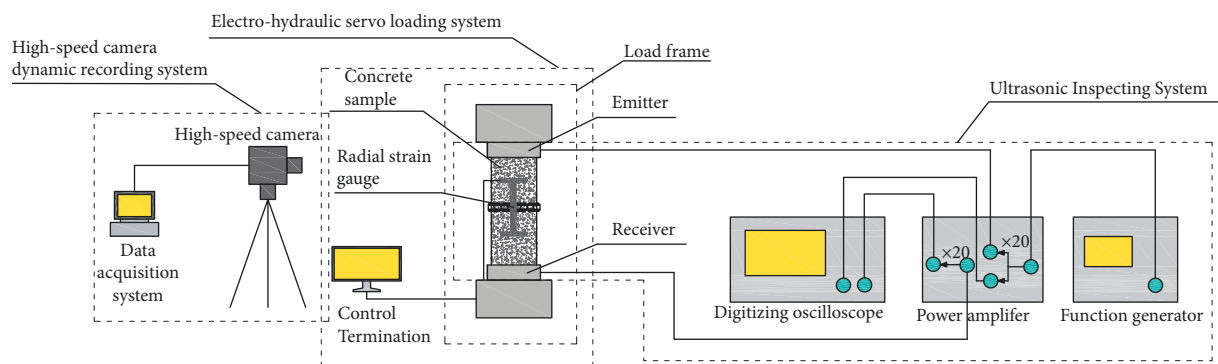 Electro-hydraulic servo loading system
High-speed camera
dynamic recording system
Load frame
Concrete
sample
Ultrasonic Inspecting System
Emitter
High-speed camera
Radial strain
gauge
Receiver
×20
×20
Data
acquisition
system
Control
Termination
Digitizing oscilloscope
Power amplifer
Function generator